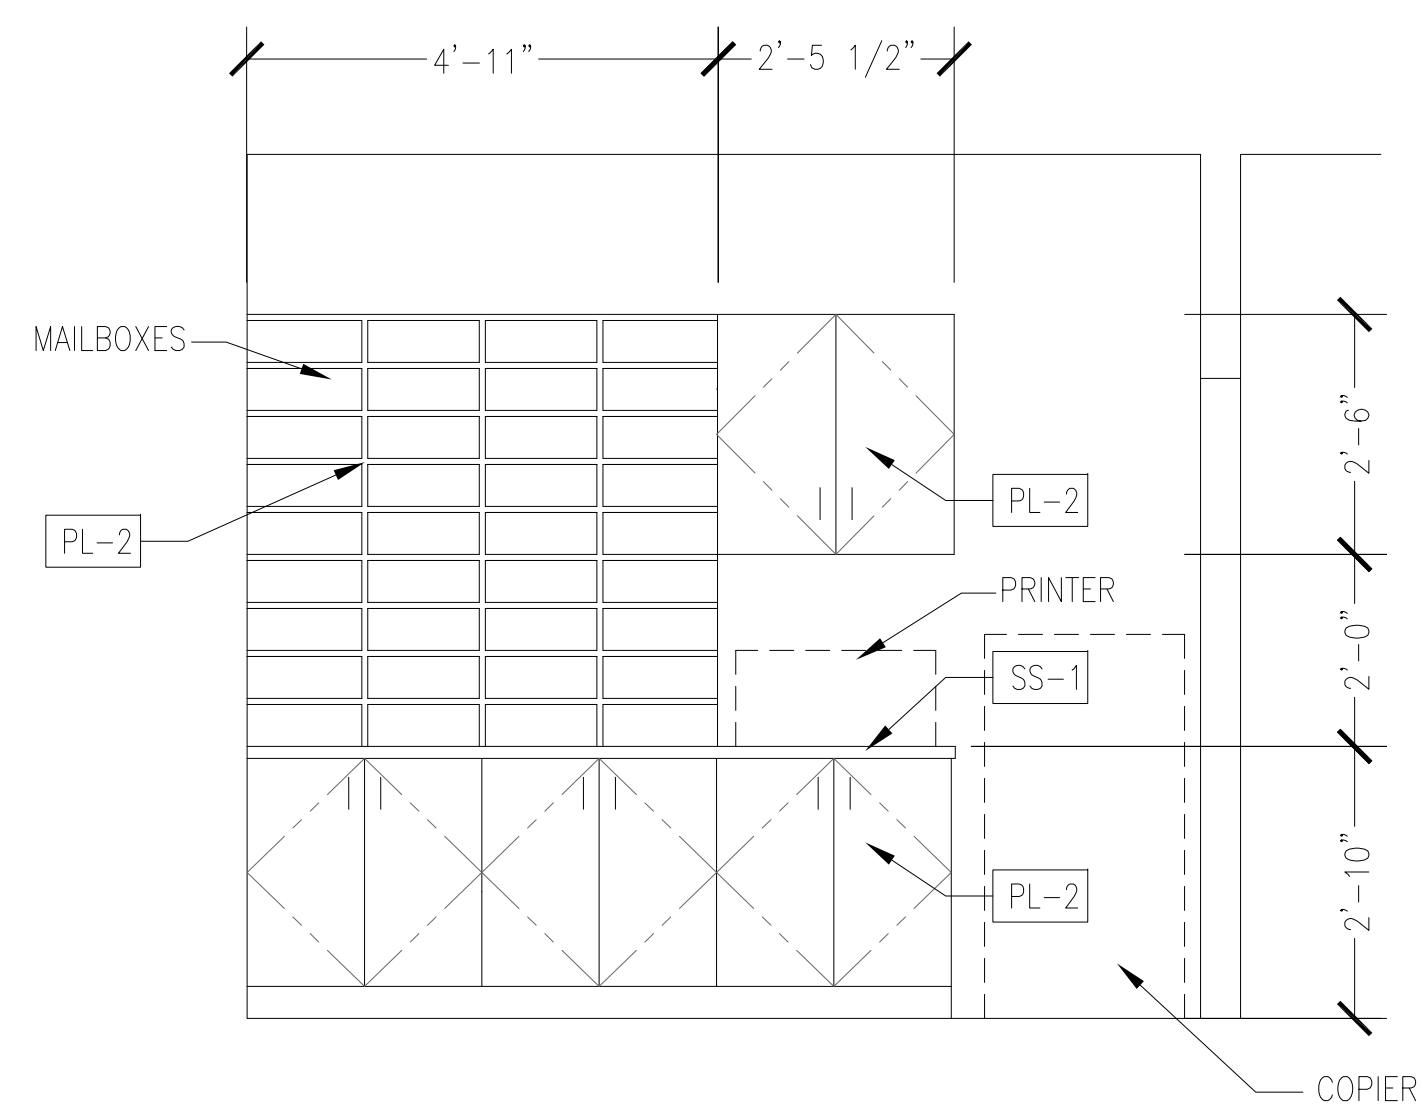 4'-11"
2'-5 1/2"
MAILBOXES
2'-6"
PL-2
PL-2
PRINTER
2'-0"
SS-1
PL-2
2'-10"
COPIER